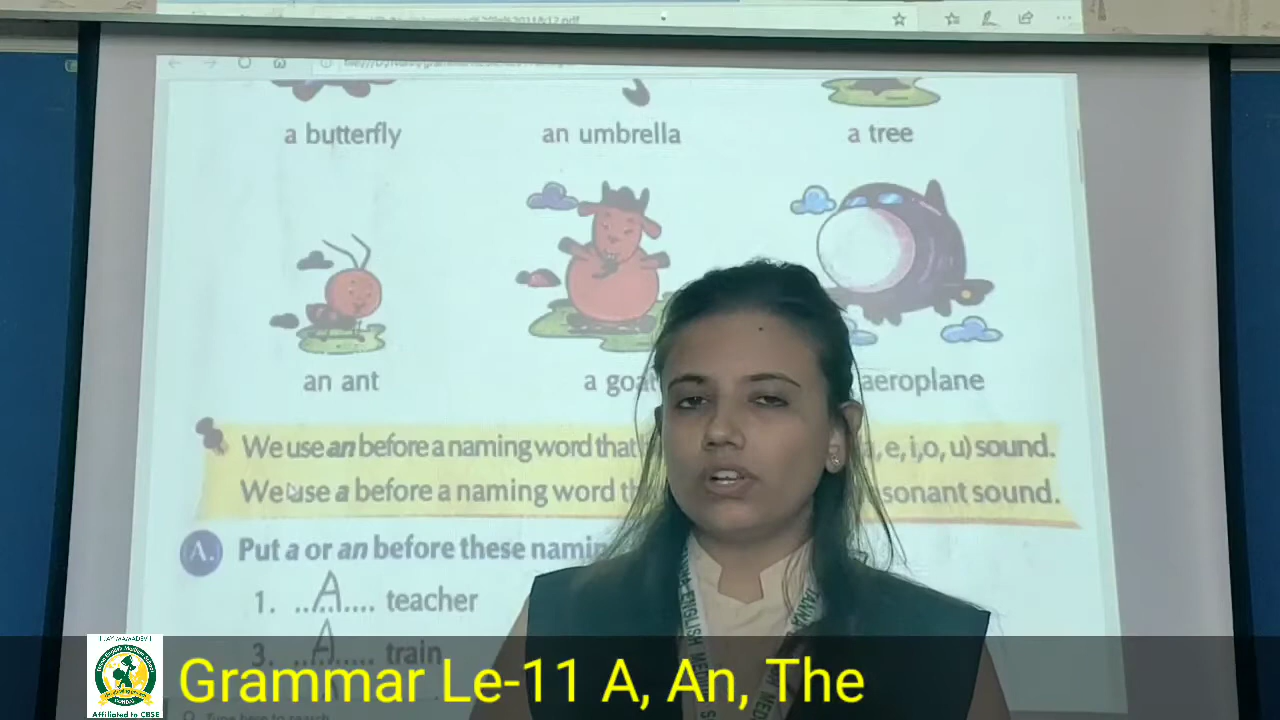 a butterfly an umbrella a tree
an ant a goat aeroplane
We use an before a naming word that , e, i, o, u) sound.
We use a before a naming word sonant sound.
A. Put a or an before these
1. ...A.... teacher
3. ...A.... train
Grammar Le-11 A, An, The
Affiliated to CBSE